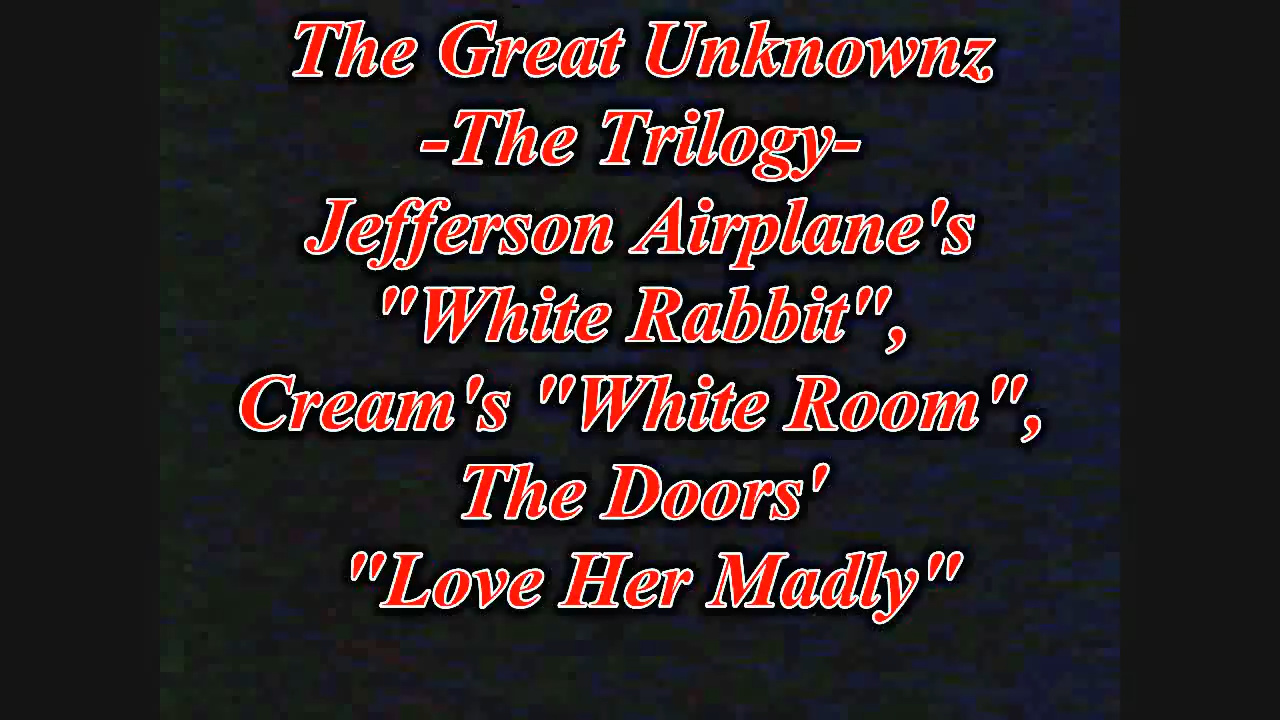 The Great Unknownz
-The Trilogy-
Jefferson Airplane's
"White Rabbit",
Cream's "White Room",
The Doors'
"Love Her Madly"